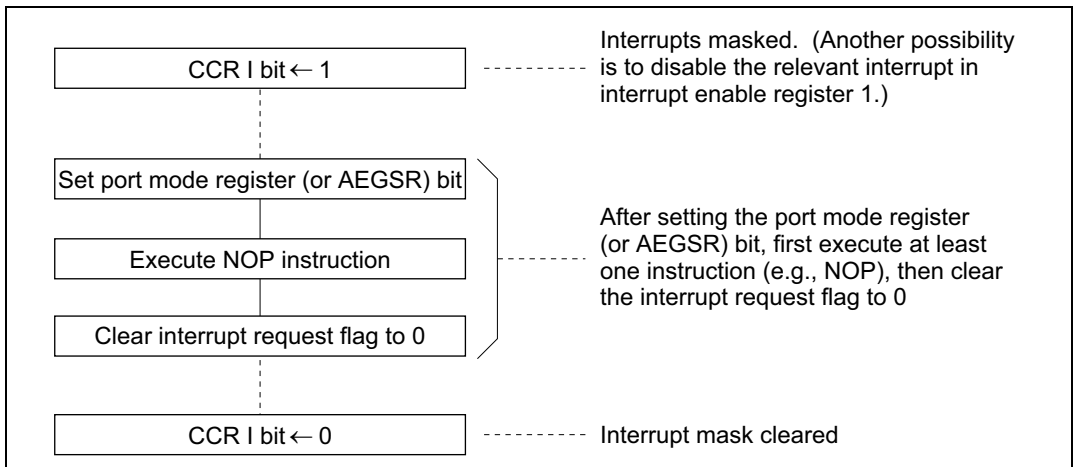 CCR I bit ← 1
Interrupts masked. (Another possibility
is to disable the relevant interrupt in
interrupt enable register 1.)
Set port mode register (or AEGSR) bit
Execute NOP instruction
Clear interrupt request flag to 0
After setting the port mode register
(or AEGSR) bit, first execute at least
one instruction (e.g., NOP), then clear
the interrupt request flag to 0
CCR I bit ← 0
Interrupt mask cleared